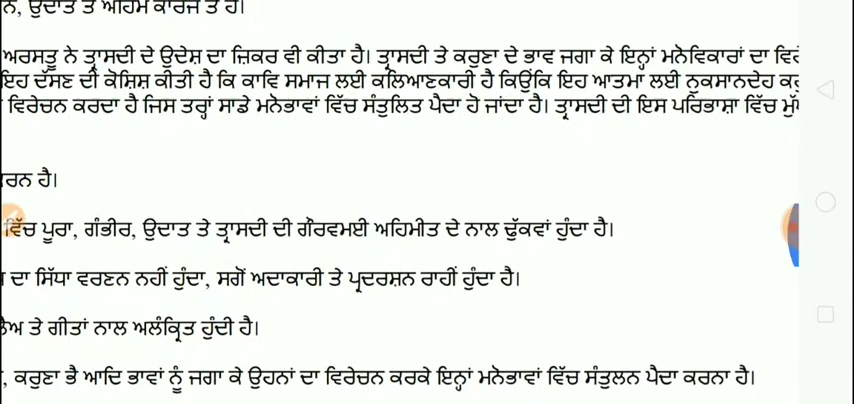 ਨ, ਉਦਾਤ ਤੇ ਅਹਿਮ ਕਾਰਜ ਤੇ ਹੈ।
ਅਰਸਤੂ ਨੇ ਤ੍ਰਾਸਦੀ ਦੇ ਉਦੇਸ਼ ਦਾ ਜ਼ਿਕਰ ਵੀ ਕੀਤਾ ਹੈ। ਤ੍ਰਾਸਦੀ ਤੇ ਕਰੁਣਾ ਦੇ ਭਾਵ ਜਗਾ ਕੇ ਇਨ੍ਹਾਂ ਮਨੋਵਿਕਾਰਾਂ ਦਾ
ਇਹ ਦੱਸਣ ਦੀ ਕੋਸ਼ਿਸ਼ ਕੀਤੀ ਹੈ ਕਿ ਕਾਵਿ ਸਮਾਜ ਲਈ ਕਲਿਆਣਕਾਰੀ ਹੈ ਕਿਉਂਕਿ ਇਹ ਆਤਮਾ ਲਈ ਨੁਕਸਾਨਦੇਹ
ਵਿਰੇਚਨ ਕਰਦਾ ਹੈ ਜਿਸ ਤਰ੍ਹਾਂ ਸਾਡੇ ਮਨੋਭਾਵਾਂ ਵਿੱਚ ਸੰਤੁਲਿਤ ਪੈਦਾ ਹੋ ਜਾਂਦਾ ਹੈ। ਤ੍ਰਾਸਦੀ ਦੀ ਇਸ ਪਰਿਭਾਸ਼ਾ ਵਿੱਚ
ਰਨ ਹੈ।
ਵਿੱਚ ਪੂਰਾ, ਗੰਭੀਰ, ਉਦਾਤ ਤੇ ਤ੍ਰਾਸਦੀ ਦੀ ਗੌਰਵਮਈ ਅਹਿਮੀਤ ਦੇ ਨਾਲ ਢੁੱਕਵਾਂ ਹੁੰਦਾ ਹੈ।
ਦਾ ਸਿੱਧਾ ਵਰਣਨ ਨਹੀਂ ਹੁੰਦਾ, ਸਗੋਂ ਅਦਾਕਾਰੀ ਤੇ ਪ੍ਰਦਰਸ਼ਨ ਰਾਹੀਂ ਹੁੰਦਾ ਹੈ।
ਲੈਅ ਤੇ ਗੀਤਾਂ ਨਾਲ ਅਲੰਕ੍ਰਿਤ ਹੁੰਦੀ ਹੈ।
, ਕਰੁਣਾ ਭੈ ਆਦਿ ਭਾਵਾਂ ਨੂੰ ਜਗਾ ਕੇ ਉਹਨਾਂ ਦਾ ਵਿਰੇਚਨ ਕਰਕੇ ਇਨ੍ਹਾਂ ਮਨੋਭਾਵਾਂ ਵਿੱਚ ਸੰਤੁਲਨ ਪੈਦਾ ਕਰਨਾ ਹੈ।